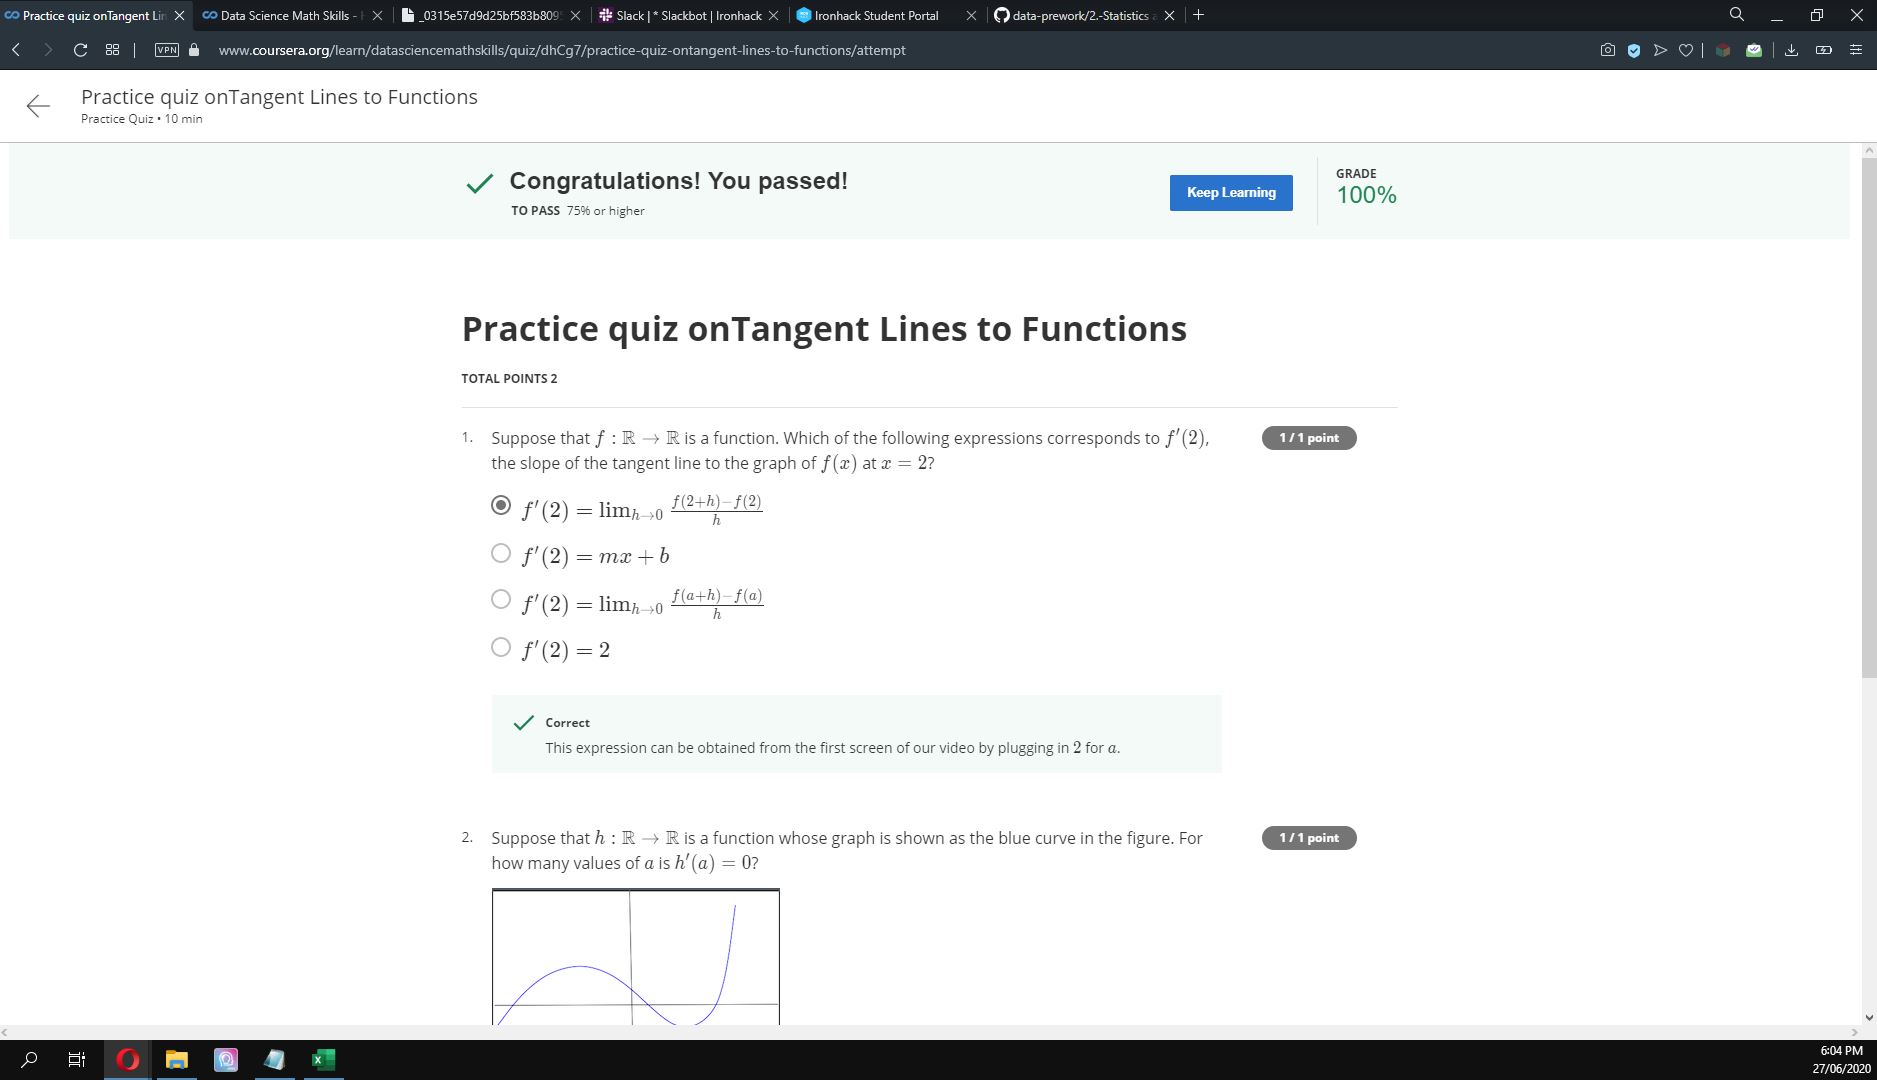 Practice quiz onTangent Lin
Data Science Math Skills - H
_0315e57d9d25bf583b809
Slack | * Slackbot | Ironhack
Ironhack Student Portal
data-prework/2.-Statistics a
VPN
www.coursera.org/learn/datasciencemathskills/quiz/dhCg7/practice-quiz-ontangent-lines-to-functions/attempt
Practice quiz onTangent Lines to Functions
Practice Quiz • 10 min
Congratulations! You passed!
TO PASS 75% or higher
Keep Learning
GRADE
100%
Practice quiz onTangent Lines to Functions
TOTAL POINTS 2
1. Suppose that f : ℝ → ℝ is a function. Which of the following expressions corresponds to f′(2),
the slope of the tangent line to the graph of f(x) at x = 2?
1 / 1 point
f′(2) = lim_{h→0} \frac{f(2+h)−f(2)}{h}
f′(2) = mx + b
f′(2) = lim_{h→0} \frac{f(a+h)−f(a)}{h}
f′(2) = 2
Correct
This expression can be obtained from the first screen of our video by plugging in 2 for a.
2. Suppose that h : ℝ → ℝ is a function whose graph is shown as the blue curve in the figure. For
how many values of a is h′(a) = 0?
1 / 1 point
6:04 PM
27/06/2020